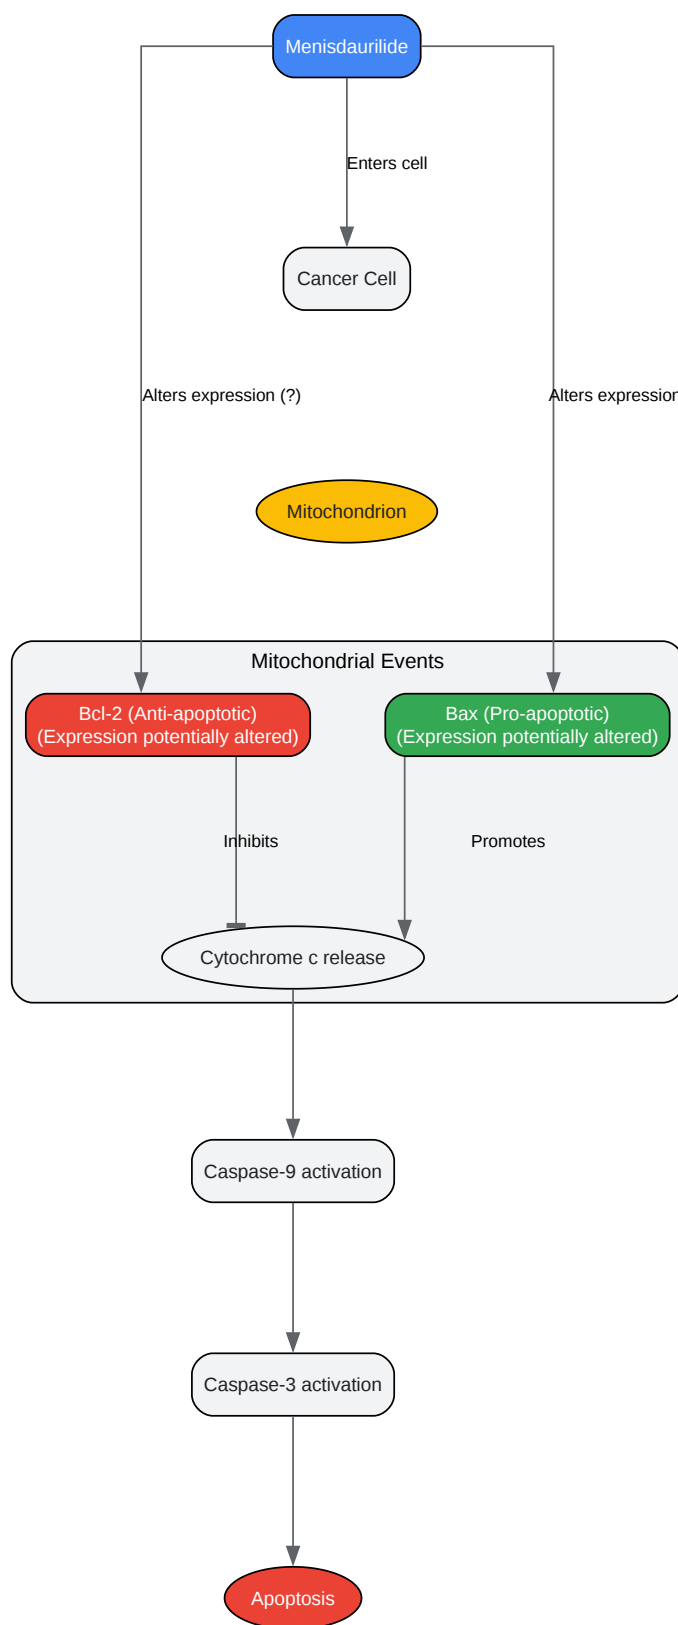 Menisdaurilide
Enters cell
Cancer Cell
Alters expression (?)
Alters expression
Mitochondrion
Mitochondrial Events
Bcl-2 (Anti-apoptotic)
(Expression potentially altered)
Bax (Pro-apoptotic)
(Expression potentially altered)
Inhibits
Promotes
Cytochrome c release
Caspase-9 activation
Caspase-3 activation
Apoptosis